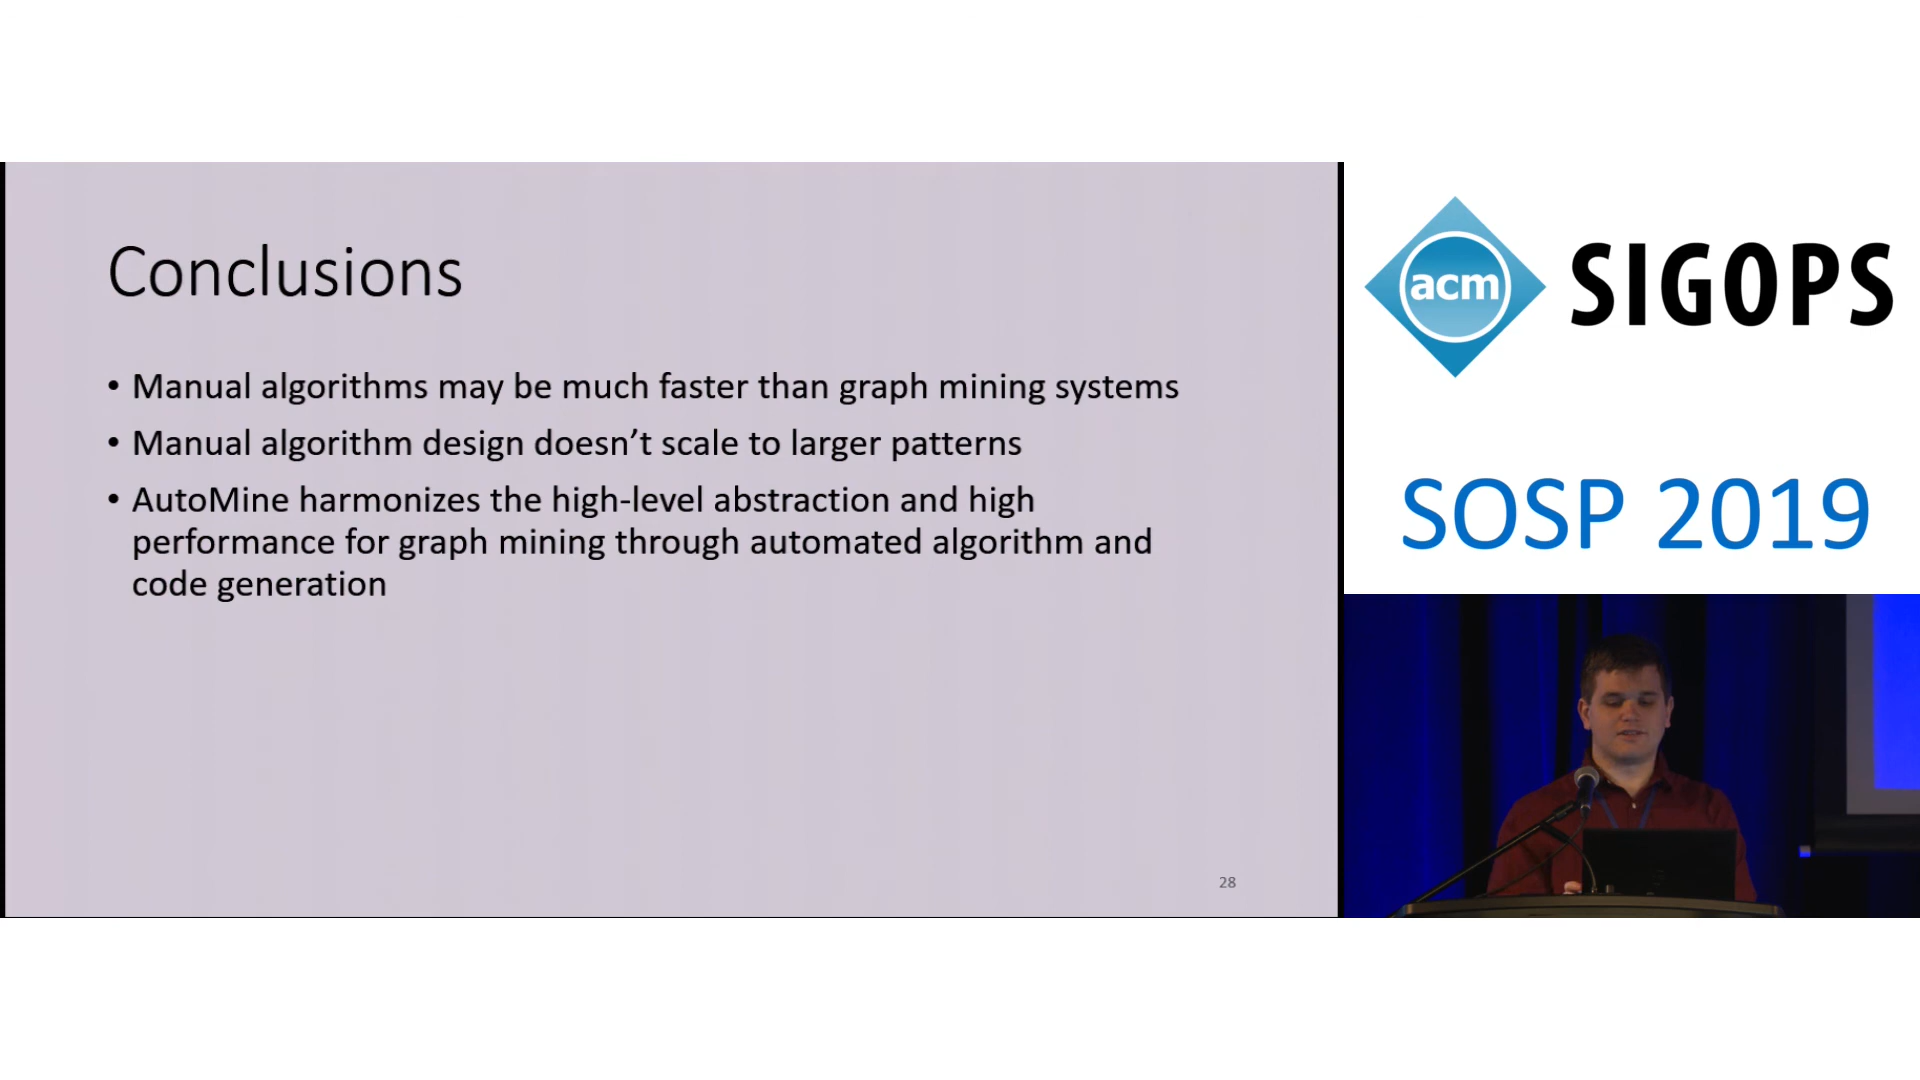 Conclusions
• Manual algorithms may be much faster than graph mining systems
• Manual algorithm design doesn’t scale to larger patterns
• AutoMine harmonizes the high-level abstraction and high
performance for graph mining through automated algorithm and
code generation
28
acm SIGOPS
SOSP 2019